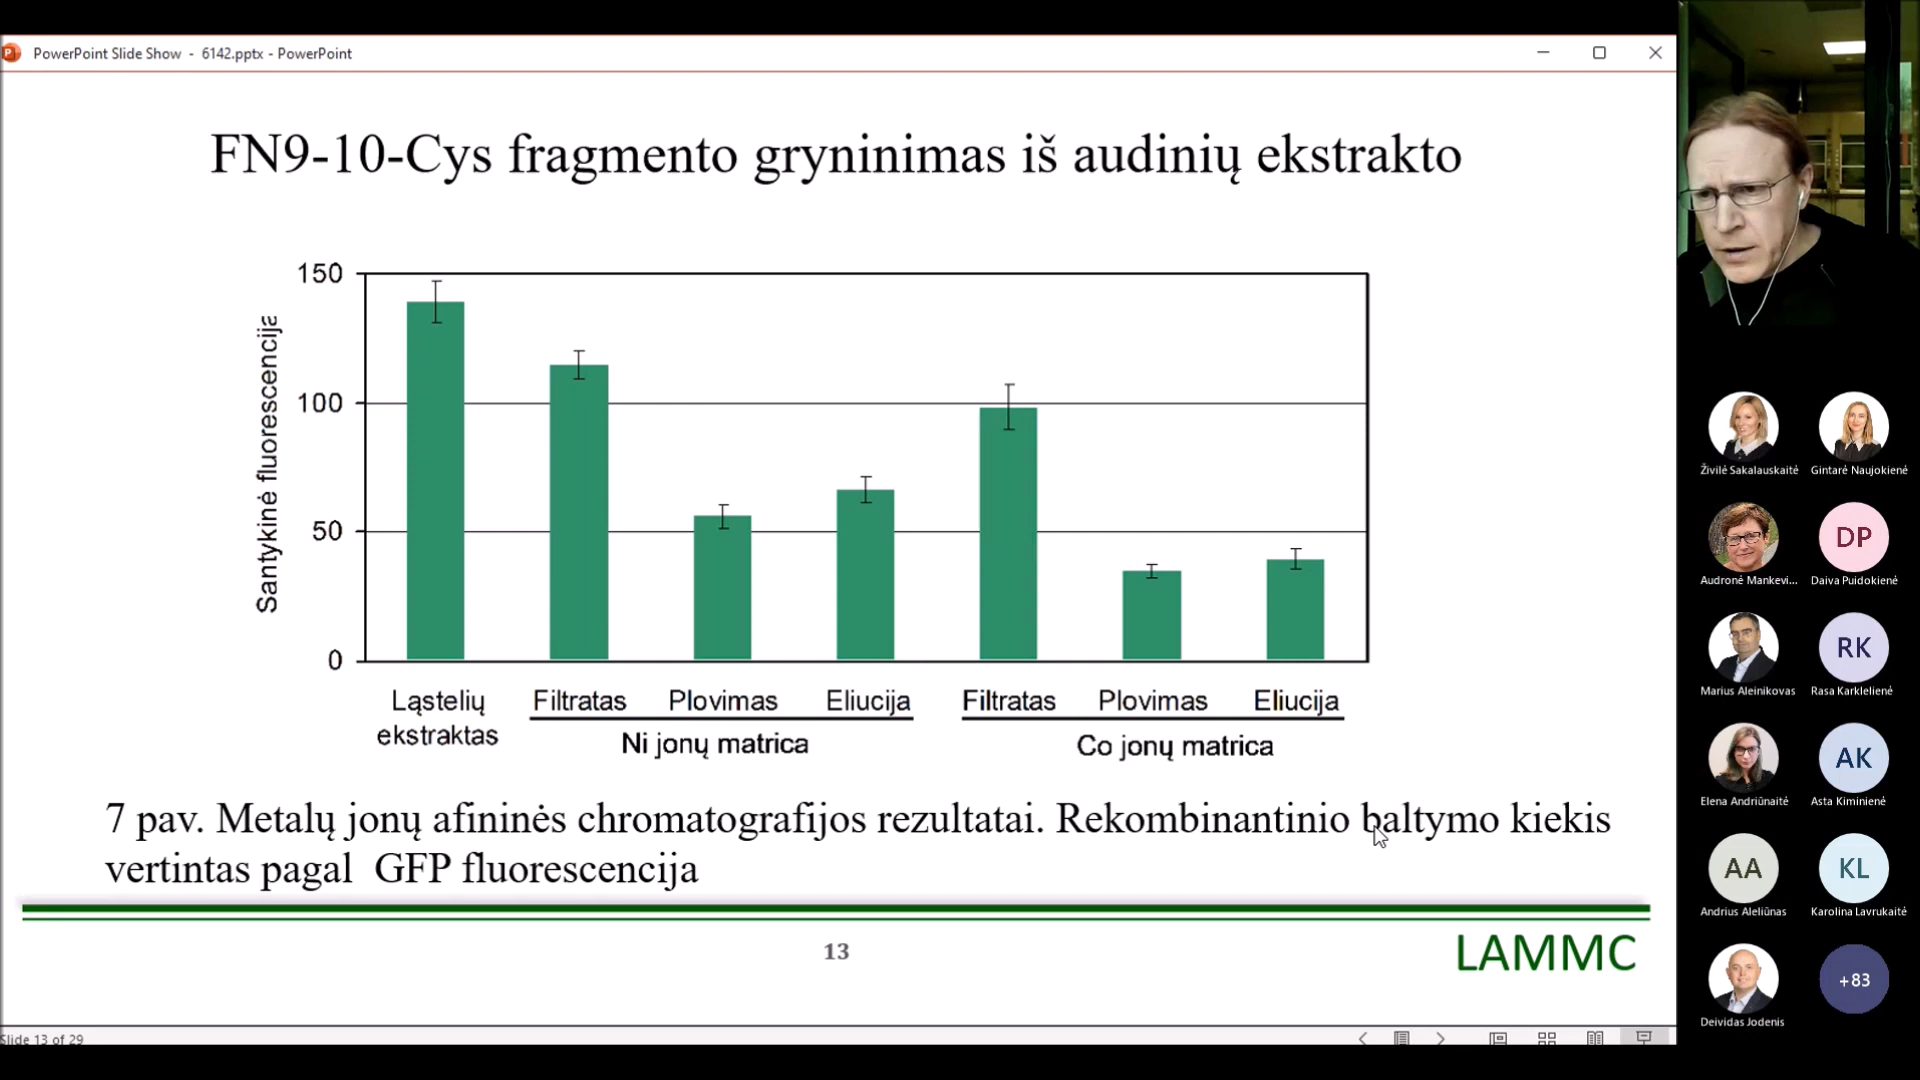 PowerPoint Slide Show - 6142.pptx - PowerPoint
FN9-10-Cys fragmento gryninimas iš audinių ekstrakto
Santykinė fluorescencija
150
100
50
0
Ląstelių ekstraktas
Filtratas Plovimas Eliucija
Ni jonų matrica
Filtratas Plovimas Eliucija
Co jonų matrica
7 pav. Metalų jonų afininės chromatografijos rezultatai. Rekombinantinio baltymo kiekis
vertintas pagal GFP fluorescencija
13
LAMMC
Slide 13 of 29
Živilė Sakalauskaitė
Gintarė Naujokienė
Audronė Mankevi...
DP
Daiva Puidokienė
Marius Aleinikovas
RK
Rasa Karklelienė
Elena Andriūnaitė
AK
Asta Kiminienė
AA
Andrius Aleliūnas
KL
Karolina Lavrukaitė
Deividas Jodenis
+83